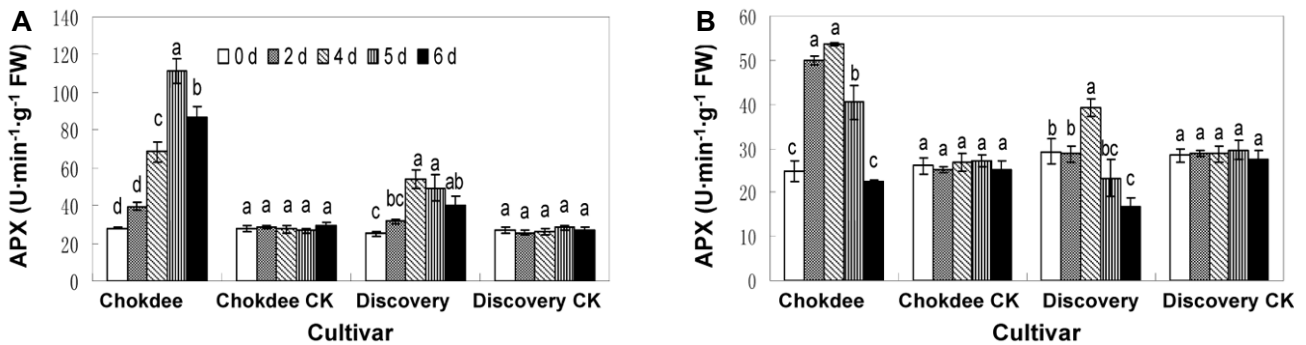 A
APX (U·min⁻¹·g⁻¹ FW)
140
120
100
80
60
40
20
0
0 d 2 d 4 d 5 d 6 d
d d c a b
a a a a a
c bc a a ab
a a a a a
Chokdee Chokdee CK Discovery Discovery CK
Cultivar
B
APX (U·min⁻¹·g⁻¹ FW)
60
50
40
30
20
10
0
c a a b c
a a a a a
b b a bc c
a a a a a
Chokdee Chokdee CK Discovery Discovery CK
Cultivar